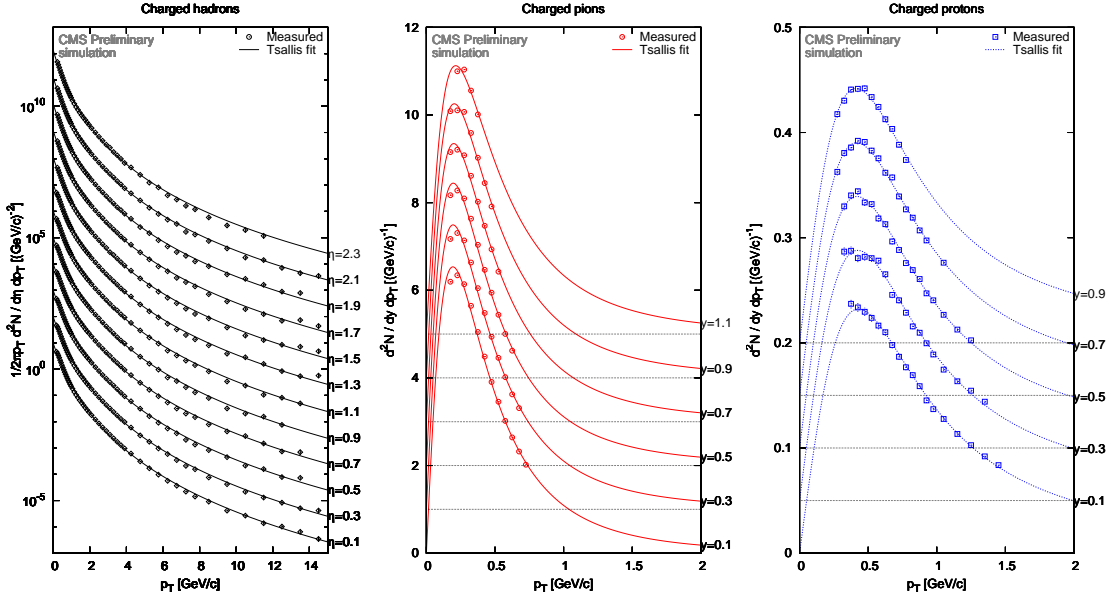 Charged hadrons
CMS Preliminary
simulation
Measured
Tsallis fit
10^10
10^5
10^0
10^-5
1/2πp_T d^2N / dη dp_T [(GeV/c)^-2]
η=2.3
η=2.1
η=1.9
η=1.7
η=1.5
η=1.3
η=1.1
η=0.9
η=0.7
η=0.5
η=0.3
η=0.1
0 2 4 6 8 10 12 14
p_T [GeV/c]
Charged pions
CMS Preliminary
simulation
Measured
Tsallis fit
12
10
8
6
4
2
0
d^2N / dy dp_T [(GeV/c)^-1]
y=1.1
y=0.9
y=0.7
y=0.5
y=0.3
y=0.1
0 0.5 1 1.5 2
p_T [GeV/c]
Charged protons
CMS Preliminary
simulation
Measured
Tsallis fit
0.5
0.4
0.3
0.2
0.1
0
d^2N / dy dp_T [(GeV/c)^-1]
y=0.9
y=0.7
y=0.5
y=0.3
y=0.1
0 0.5 1 1.5 2
p_T [GeV/c]